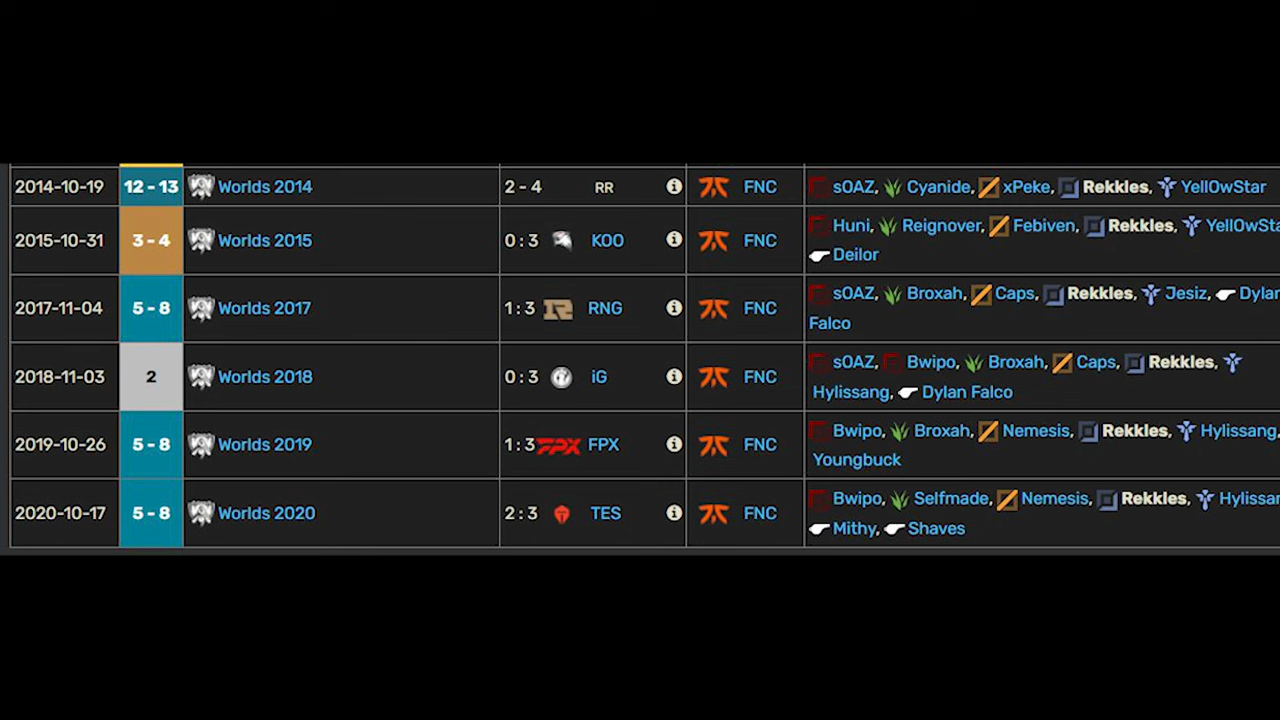 2014-10-19 12 - 13 Worlds 2014 2 - 4 RR FNC sOAZ, Cyanide, xPeke, Rekkles, YellOwStar
2015-10-31 3 - 4 Worlds 2015 0 : 3 KOO FNC Huni, Reignover, Febiven, Rekkles, YellOwSta
Deilor
2017-11-04 5 - 8 Worlds 2017 1 : 3 RNG FNC sOAZ, Broxah, Caps, Rekkles, Jesiz, Dylan
Falco
2018-11-03 2 Worlds 2018 0 : 3 iG FNC sOAZ, Bwipo, Broxah, Caps, Rekkles,
Hylissang, Dylan Falco
2019-10-26 5 - 8 Worlds 2019 1 : 3 FPX FPX FNC Bwipo, Broxah, Nemesis, Rekkles, Hylissang,
Youngbuck
2020-10-17 5 - 8 Worlds 2020 2 : 3 TES FNC Bwipo, Selfmade, Nemesis, Rekkles, Hylissan
Mithy, Shaves